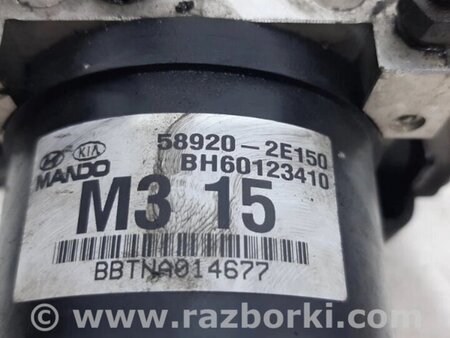 58920-2E150
KIA
BH60123410
MANDO
M3 15
BBTNA014677
© www.razborki.com